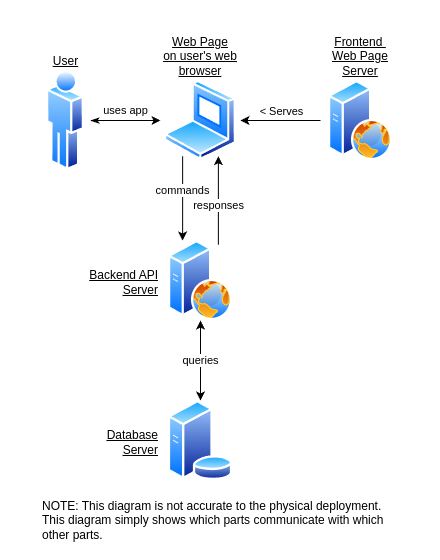 User
Web Page
on user's web
browser
Frontend
Web Page
Server
uses app
< Serves
commands
responses
Backend API
Server
queries
Database
Server
NOTE: This diagram is not accurate to the physical deployment.
This diagram simply shows which parts communicate with which
other parts.